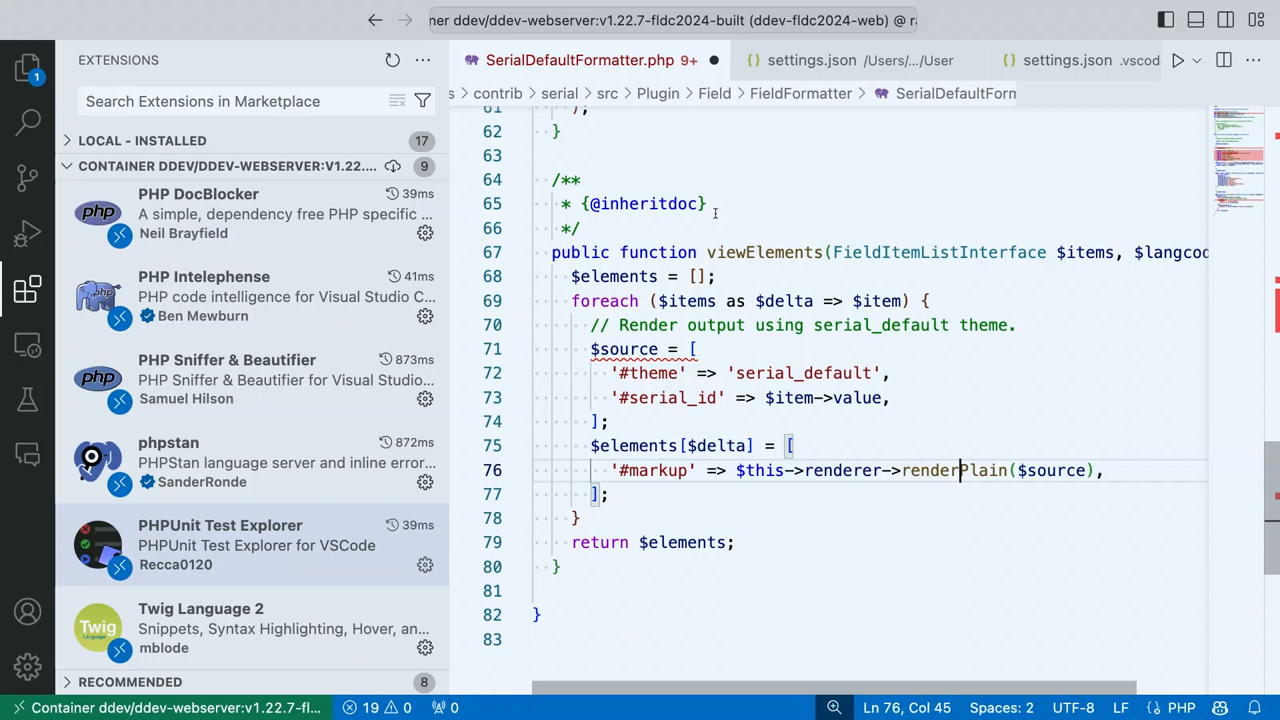 ner ddev/ddev-webserver:v1.22.7-fldc2024-built (ddev-fldc2024-web) @ ra
1
EXTENSIONS
SerialDefaultFormatter.php 9+
settings.json /Users/.../User
settings.json .vscod
Search Extensions in Marketplace
s > contrib > serial > src > Plugin > Field > FieldFormatter > SerialDefaultForm
LOCAL - INSTALLED 17
CONTAINER DDEV/DDEV-WEBSERVER:V1.22.... 9
PHP DocBlocker 39ms
A simple, dependency free PHP specific ...
Neil Brayfield
PHP Intelephense 41ms
PHP code intelligence for Visual Studio C...
Ben Mewburn
PHP Sniffer & Beautifier 873ms
PHP Sniffer & Beautifier for Visual Studio...
Samuel Hilson
phpstan 872ms
PHPStan language server and inline error...
SanderRonde
PHPUnit Test Explorer 39ms
PHPUnit Test Explorer for VSCode
Recca0120
Twig Language 2
Snippets, Syntax Highlighting, Hover, an...
mblode
RECOMMENDED 8
61 );
62 }
63
64 /**
65 * {@inheritdoc}
66 */
67 public function viewElements(FieldItemListInterface $items, $langcod
68 $elements = [];
69 foreach ($items as $delta => $item) {
70 // Render output using serial_default theme.
71 $source = [
72 '#theme' => 'serial_default',
73 '#serial_id' => $item->value,
74 ];
75 $elements[$delta] = [
76 '#markup' => $this->renderer->renderPlain($source),
77 ];
78 }
79 return $elements;
80 }
81
82 }
83
Container ddev/ddev-webserver:v1.22.7-fl... 19 0 0 Ln 76, Col 45 Spaces: 2 UTF-8 LF PHP